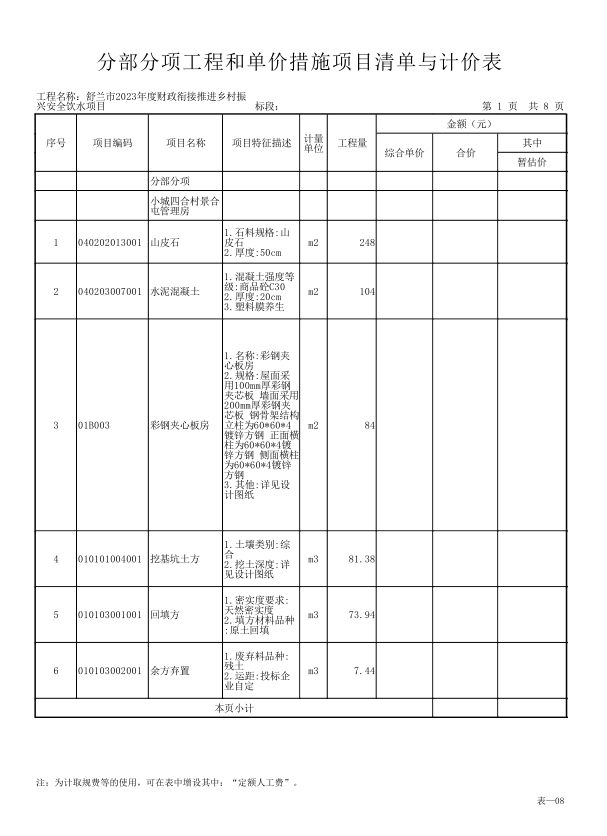 分部分项工程和单价措施项目清单与计价表
工程名称：舒兰市2023年度财政衔接推进乡村振
兴安全饮水项目
标段：
第 1 页 共 8 页
序号
项目编码
项目名称
项目特征描述
计量
单位
工程量
金额（元）
综合单价
合价
其中
暂估价
分部分项
小城四合村景合
屯管理房
1
040202013001
山皮石
1.石料规格:山
皮石
2.厚度:50cm
m2
248
2
040203007001
水泥混凝土
1.混凝土强度等
级:商品砼C30
2.厚度:20cm
3.塑料膜养生
m2
104
3
01B003
彩钢夹心板房
1.名称:彩钢夹
心板房
2.规格:屋面采
用100mm厚彩钢
夹芯板 墙面采用
200mm厚彩钢夹
芯板 钢骨架结构
立柱为60*60*4
镀锌方钢 正面横
柱为60*60*4镀
锌方钢 侧面横柱
为60*60*4镀锌
方钢
3.其他:详见设
计图纸
m2
84
4
010101004001
挖基坑土方
1.土壤类别:综
合
2.挖土深度:详
见设计图纸
m3
81.38
5
010103001001
回填方
1.密实度要求:
天然密实度
2.填方材料品种
:原土回填
m3
73.94
6
010103002001
余方弃置
1.废弃料品种:
残土
2.运距:投标企
业自定
m3
7.44
本页小计
注：为计取规费等的使用，可在表中增设其中：“定额人工费”。
表—08